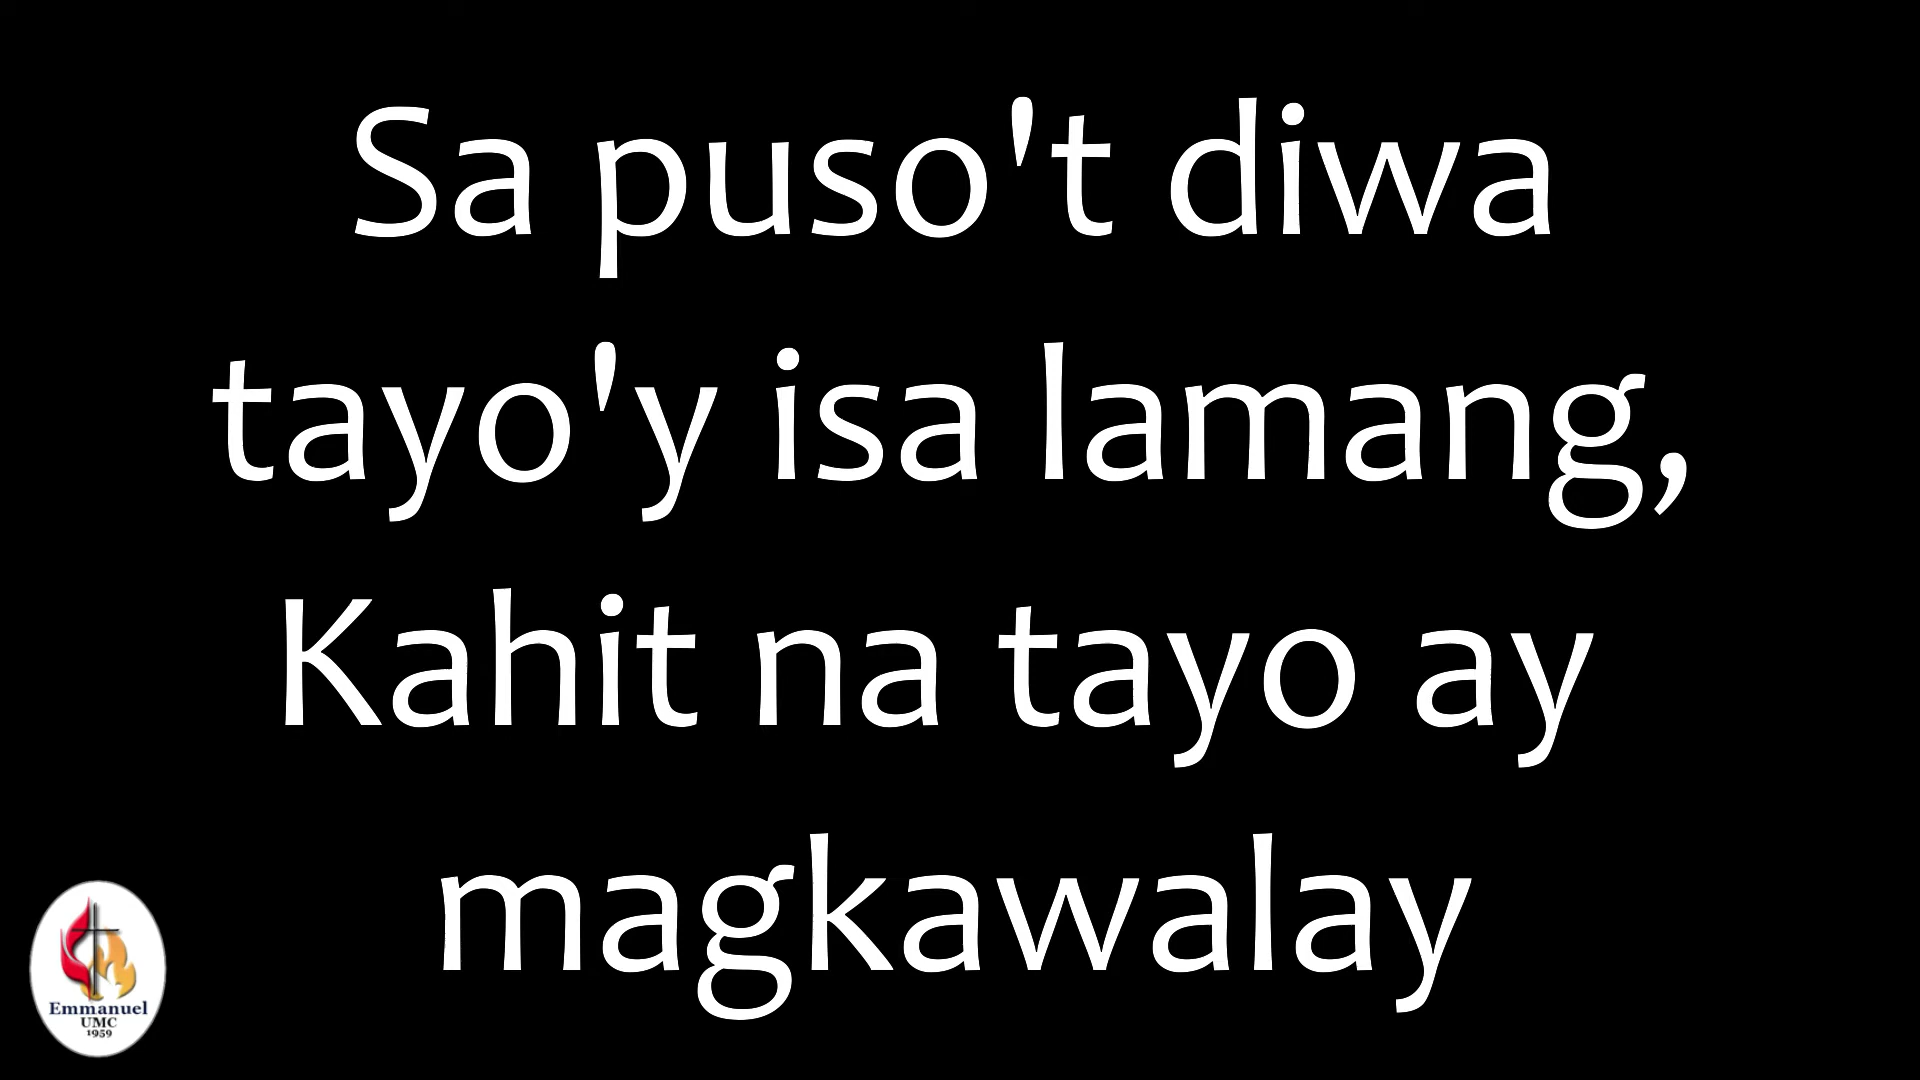 Sa puso't diwa
tayo'y isa lamang,
Kahit na tayo ay
magkawalay
Emmanuel
UMC
1959